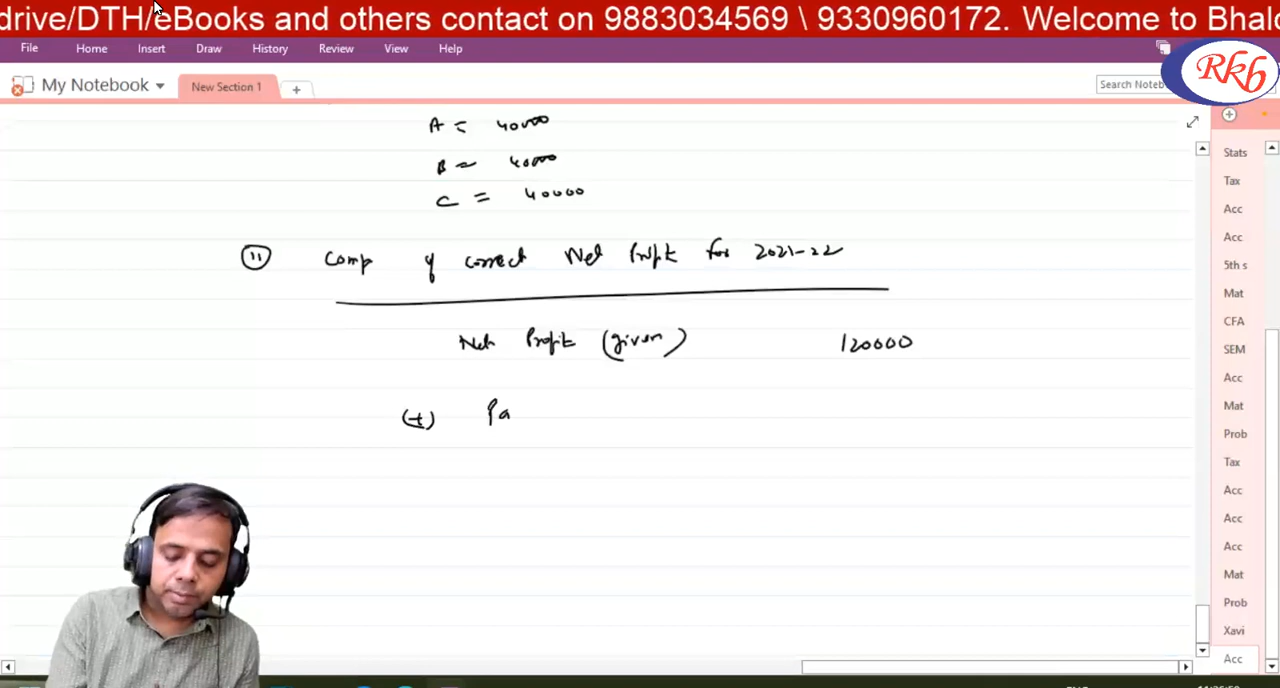 drive/DTH/eBooks and others contact on 9883034569 \ 9330960172. Welcome to Bhalo
File Home Insert Draw History Review View Help
Rkb
My Notebook New Section 1 + Search Noteb
A = 40000
B = 40000
C = 40000
(11) Comp of correct Net Profit for 2021-22
Net Profit (given) 120000
(+) Pa
Stats
Tax
Acc
Acc
5th s
Mat
CFA
SEM
Acc
Mat
Prob
Tax
Acc
Acc
Acc
Mat
Prob
Xavi
Acc